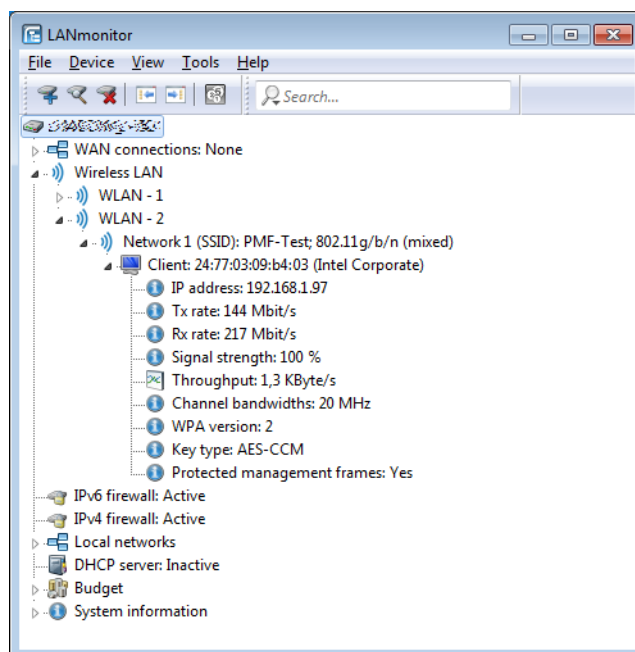 LANmonitor
File Device View Tools Help
Search...
WAN connections: None
Wireless LAN
WLAN - 1
WLAN - 2
Network 1 (SSID): PMF-Test; 802.11g/b/n (mixed)
Client: 24:77:03:09:b4:03 (Intel Corporate)
IP address: 192.168.1.97
Tx rate: 144 Mbit/s
Rx rate: 217 Mbit/s
Signal strength: 100 %
Throughput: 1,3 KByte/s
Channel bandwidths: 20 MHz
WPA version: 2
Key type: AES-CCM
Protected management frames: Yes
IPv6 firewall: Active
IPv4 firewall: Active
Local networks
DHCP server: Inactive
Budget
System information